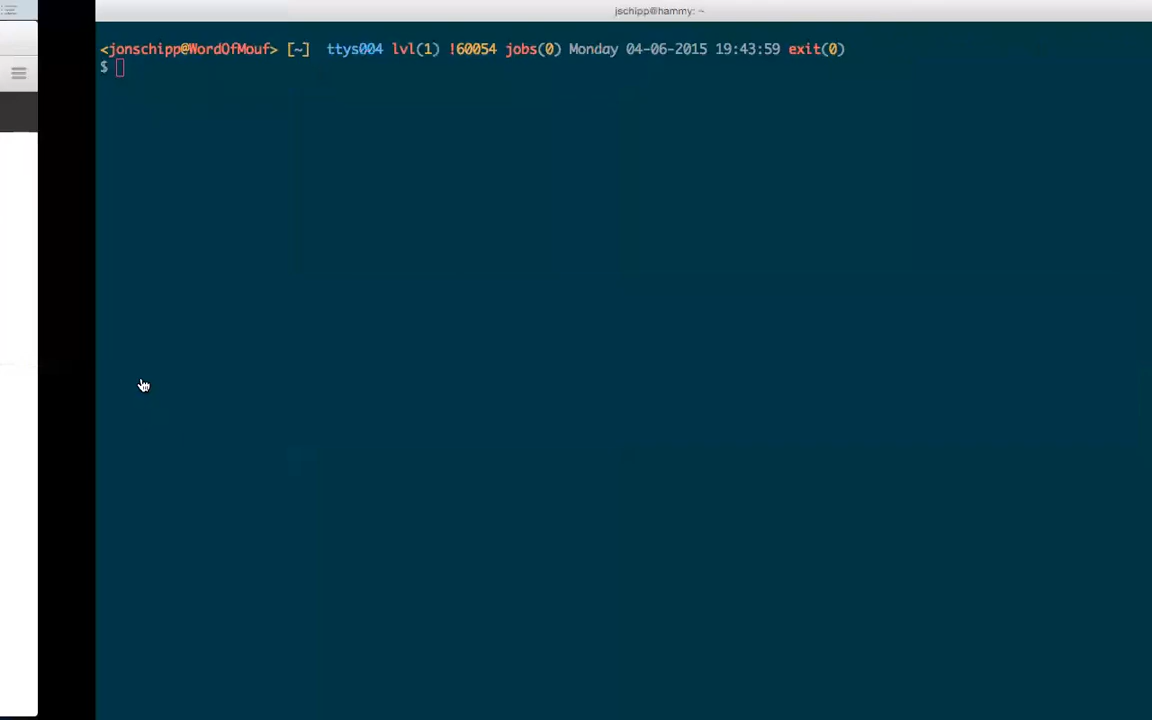 jschipp@hammy: ~
<jonschipp@WordOfMouf> [~]  ttys004 lvl(1) !60054 jobs(0) Monday 04-06-2015 19:43:59 exit(0)
$